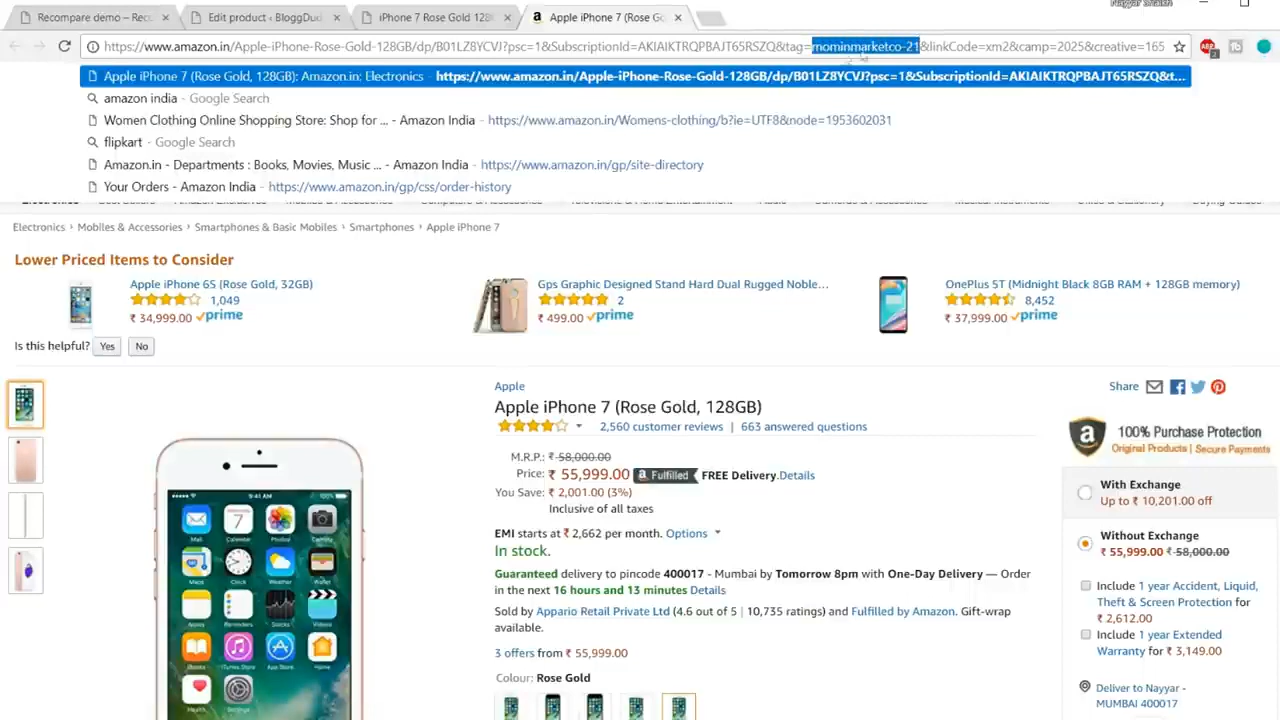 Recompare demo – Rec
Edit product ‹ BloggDud
iPhone 7 Rose Gold 128
Apple iPhone 7 (Rose Go
Nayyar Shaikh
https://www.amazon.in/Apple-iPhone-Rose-Gold-128GB/dp/B01LZ8YCVJ?psc=1&SubscriptionId=AKIAIKTRQPBAJT65RSZQ&tag=mominmarketco-21&linkCode=xm2&camp=2025&creative=165
Apple iPhone 7 (Rose Gold, 128GB): Amazon.in: Electronics - https://www.amazon.in/Apple-iPhone-Rose-Gold-128GB/dp/B01LZ8YCVJ?psc=1&SubscriptionId=AKIAIKTRQPBAJT65RSZQ&t...
amazon india - Google Search
Women Clothing Online Shopping Store: Shop for ... - Amazon India - https://www.amazon.in/Womens-clothing/b?ie=UTF8&node=1953602031
flipkart - Google Search
Amazon.in - Departments : Books, Movies, Music ... - Amazon India - https://www.amazon.in/gp/site-directory
Your Orders - Amazon India - https://www.amazon.in/gp/css/order-history
Electronics › Mobiles & Accessories › Smartphones & Basic Mobiles › Smartphones › Apple iPhone 7
Lower Priced Items to Consider
Apple iPhone 6S (Rose Gold, 32GB)
1,049
₹ 34,999.00 prime
Gps Graphic Designed Stand Hard Dual Rugged Noble…
2
₹ 499.00 prime
OnePlus 5T (Midnight Black 8GB RAM + 128GB memory)
8,452
₹ 37,999.00 prime
Is this helpful? Yes No
Apple
Share
Apple iPhone 7 (Rose Gold, 128GB)
2,560 customer reviews | 663 answered questions
M.R.P.: ₹ 58,000.00
Price: ₹ 55,999.00 a Fulfilled FREE Delivery.Details
You Save: ₹ 2,001.00 (3%)
Inclusive of all taxes
EMI starts at ₹ 2,662 per month. Options
In stock.
Guaranteed delivery to pincode 400017 - Mumbai by Tomorrow 8pm with One-Day Delivery — Order
in the next 16 hours and 13 minutes Details
Sold by Appario Retail Private Ltd (4.6 out of 5 | 10,735 ratings) and Fulfilled by Amazon. Gift-wrap
available.
3 offers from ₹ 55,999.00
Colour: Rose Gold
100% Purchase Protection
Original Products | Secure Payments
With Exchange
Up to ₹ 10,201.00 off
Without Exchange
₹ 55,999.00 ₹ 58,000.00
Include 1 year Accident, Liquid,
Theft & Screen Protection for
₹ 2,612.00
Include 1 year Extended
Warranty for ₹ 3,149.00
Deliver to Nayyar -
MUMBAI 400017
9:41 AM